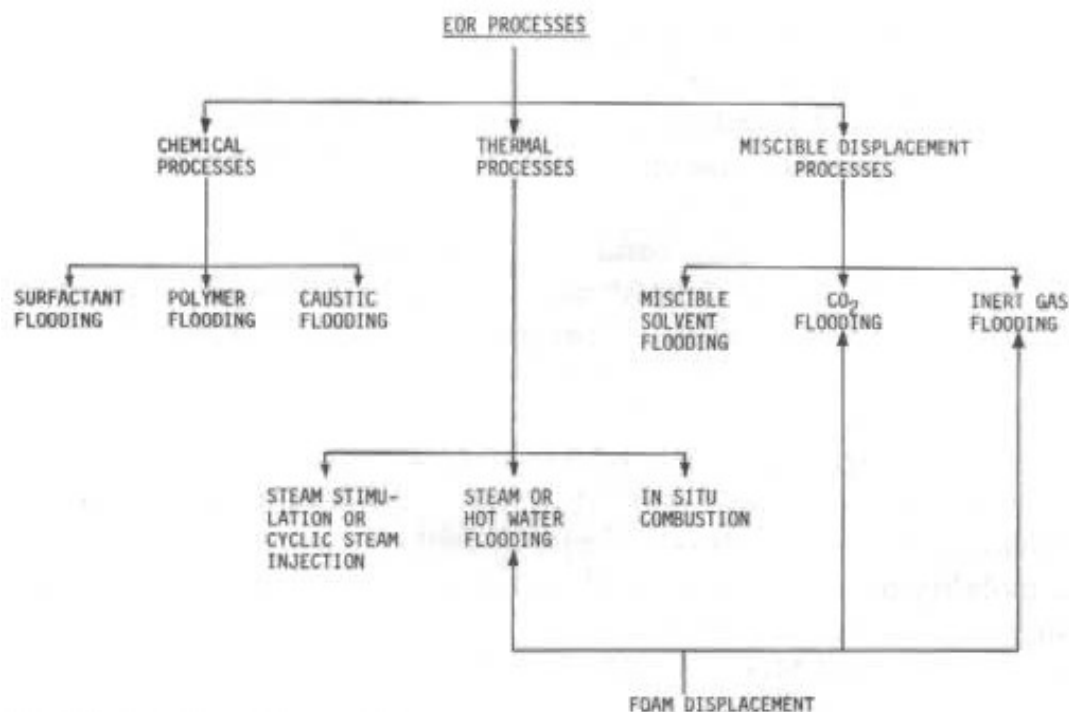 EOR PROCESSES
CHEMICAL
PROCESSES
THERMAL
PROCESSES
MISCIBLE DISPLACEMENT
PROCESSES
SURFACTANT
FLOODING
POLYMER
FLOODING
CAUSTIC
FLOODING
MISCIBLE
SOLVENT
FLOODING
CO2
FLOODING
INERT GAS
FLOODING
STEAM STIMU-
LATION OR
CYCLIC STEAM
INJECTION
STEAM OR
HOT WATER
FLOODING
IN SITU
COMBUSTION
FOAM DISPLACEMENT